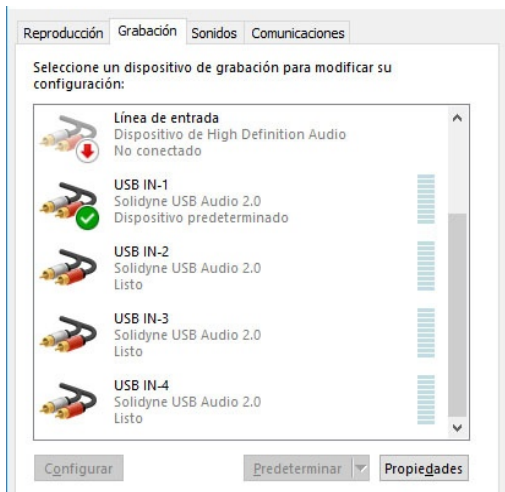 Reproducción Grabación Sonidos Comunicaciones
Seleccione un dispositivo de grabación para modificar su
configuración:
Línea de entrada
Dispositivo de High Definition Audio
No conectado
USB IN-1
Solidyne USB Audio 2.0
Dispositivo predeterminado
USB IN-2
Solidyne USB Audio 2.0
Listo
USB IN-3
Solidyne USB Audio 2.0
Listo
USB IN-4
Solidyne USB Audio 2.0
Listo
Configurar Predeterminar Propiedades